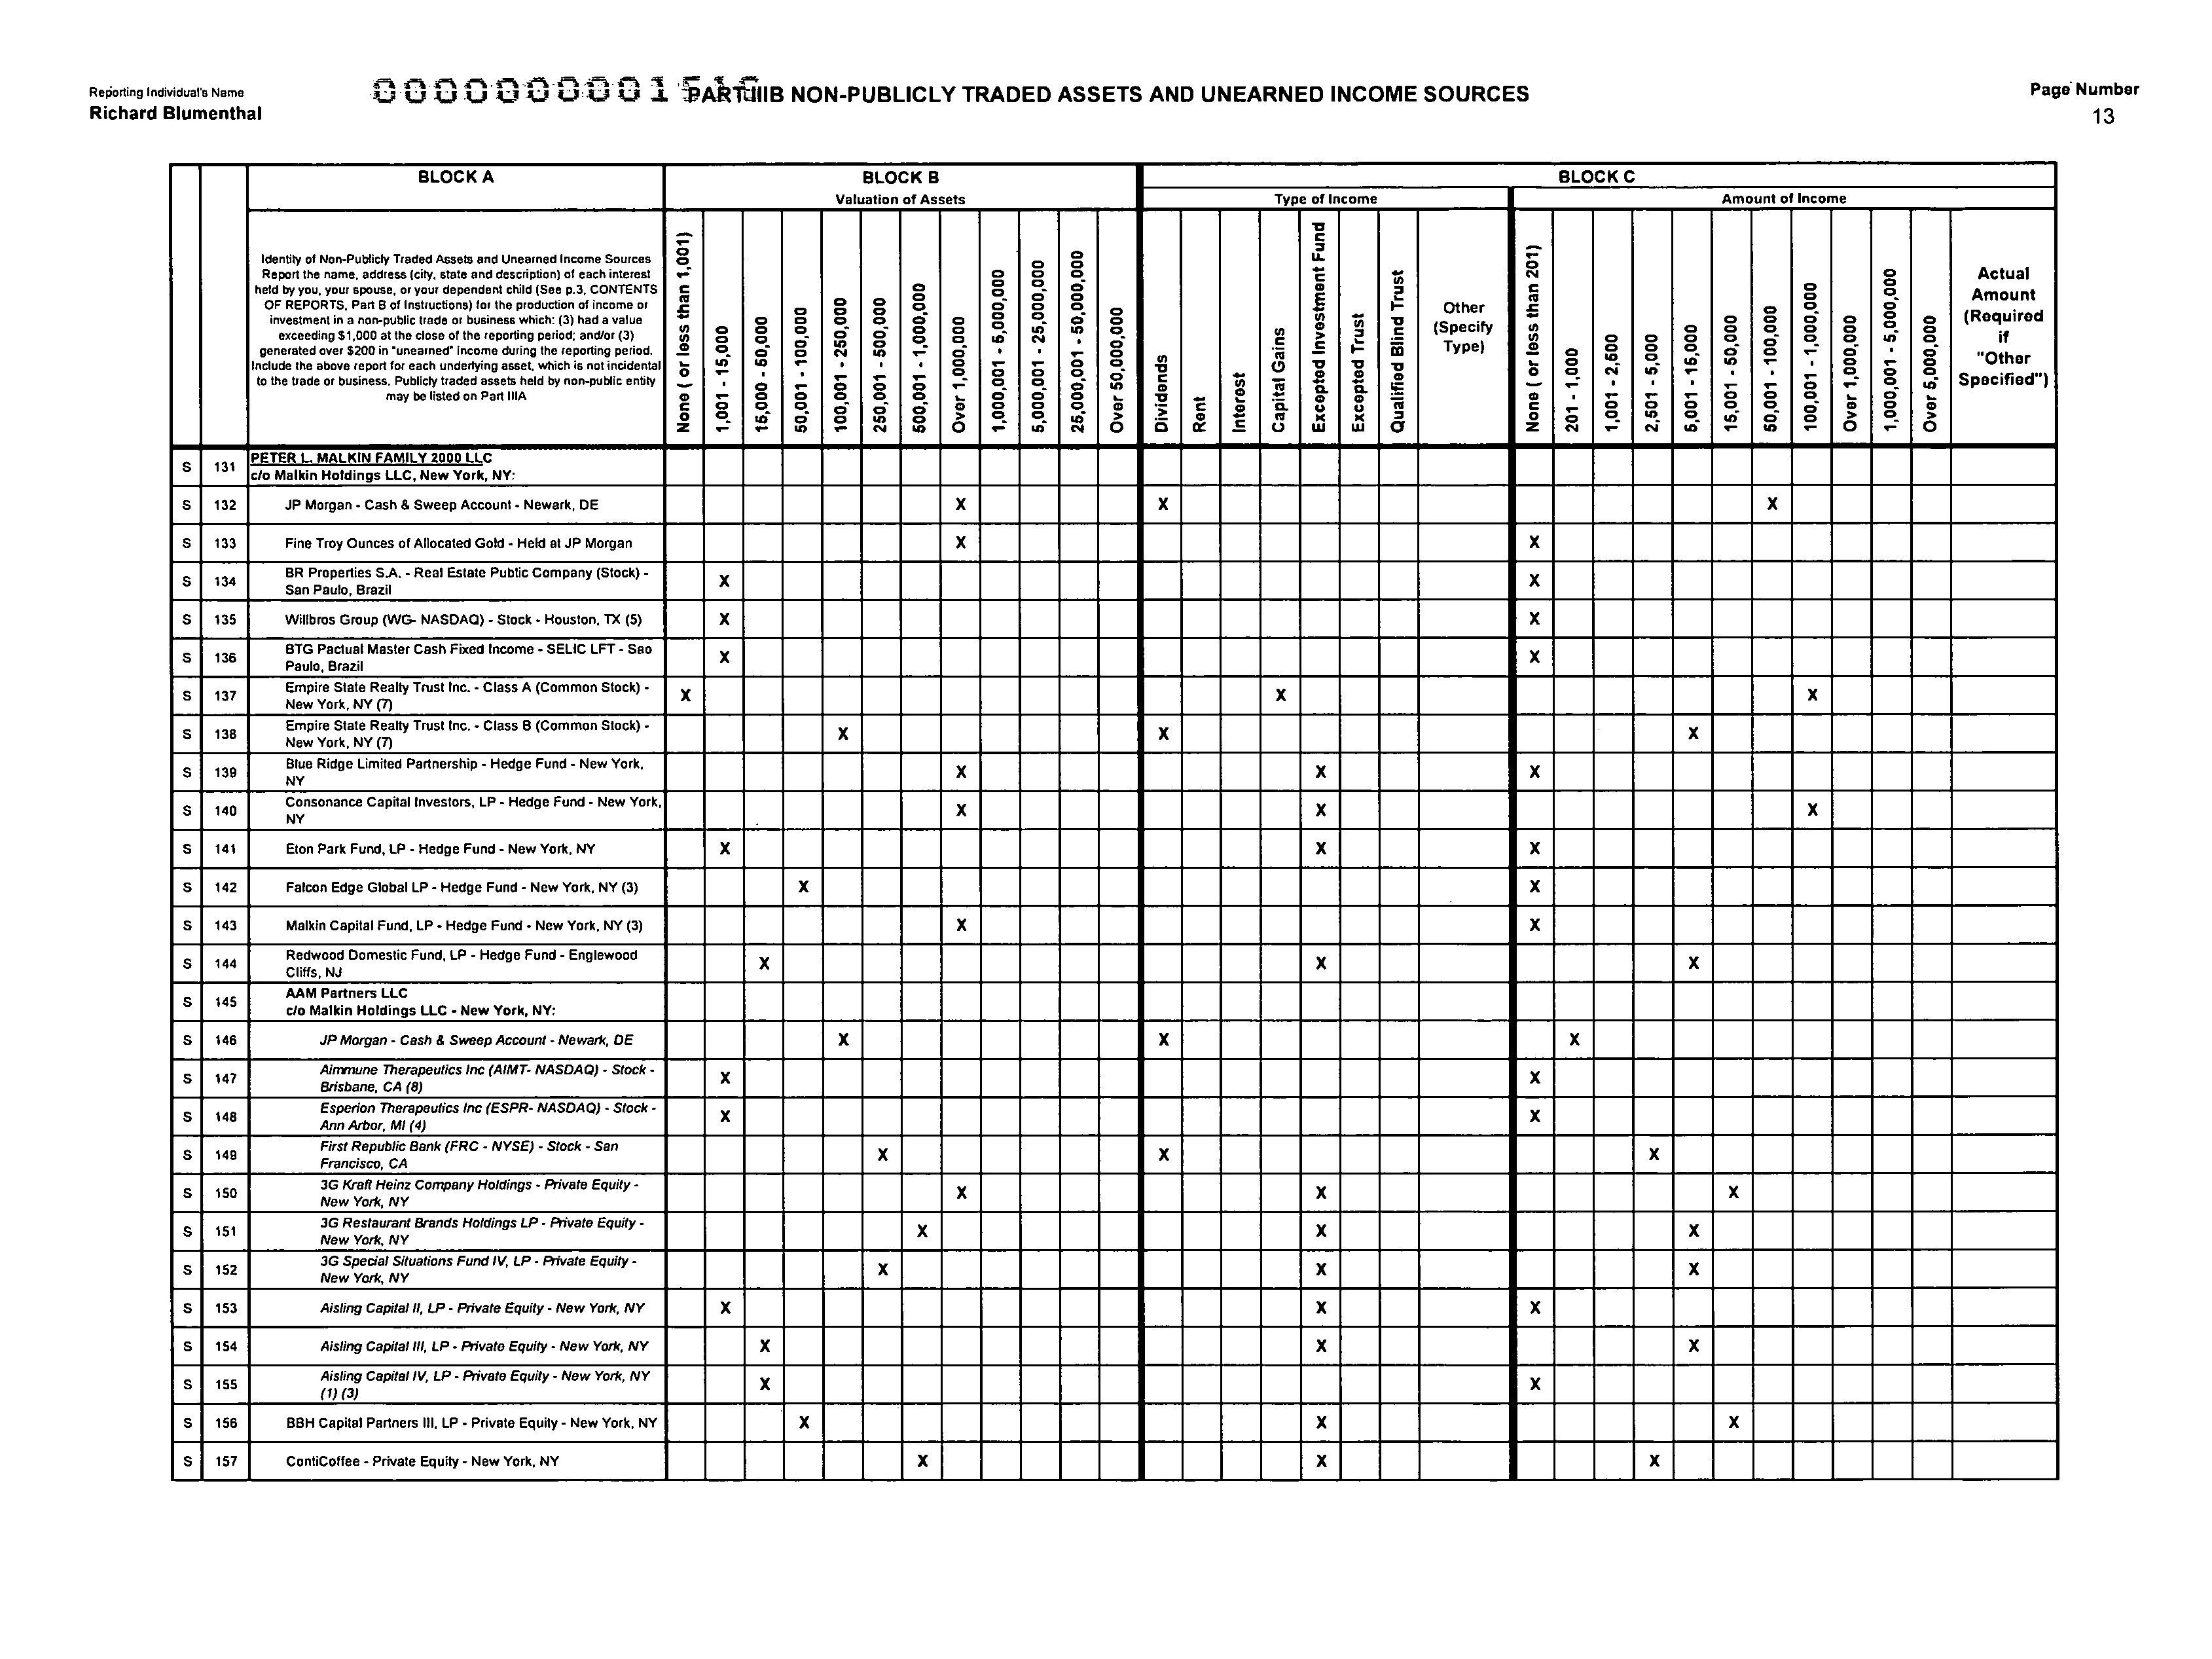 Reporting Individual's Name
Richard Blumenthal
PART IIIB NON-PUBLICLY TRADED ASSETS AND UNEARNED INCOME SOURCES
Page Number
13
BLOCK A
BLOCK B
BLOCK C
Valuation of Assets
Type of Income
Amount of Income
Identity of Non-Publicly Traded Assets and Unearned Income Sources
Report the name, address (city, state and description) of each interest
held by you, your spouse, or your dependent child (See p.3, CONTENTS
OF REPORTS, Part B of Instructions) for the production of income or
investment in a non-public trade or business which: (3) had a value
exceeding $1,000 at the close of the reporting period; and/or (3)
generated over $200 in "unearned" income during the reporting period.
Include the above report for each underlying asset, which is not incidental
to the trade or business. Publicly traded assets held by non-public entity
may be listed on Part IIIA
None ( or less than 1,001)
1,001 - 15,000
15,000 - 50,000
50,001 - 100,000
100,001 - 250,000
250,001 - 500,000
500,001 - 1,000,000
Over 1,000,000
1,000,001 - 5,000,000
5,000,001 - 25,000,000
25,000,001 - 50,000,000
Over 50,000,000
Dividends
Rent
Interest
Capital Gains
Excepted Investment Fund
Excepted Trust
Qualified Blind Trust
Other
(Specify
Type)
None ( or less than 201)
201 - 1,000
1,001 - 2,500
2,501 - 5,000
5,001 - 15,000
15,001 - 50,000
50,001 - 100,000
100,001 - 1,000,000
Over 1,000,000
1,000,001 - 5,000,000
Over 5,000,000
Actual
Amount
(Required
if
"Other
Specified")
S 131 PETER L. MALKIN FAMILY 2000 LLC
c/o Malkin Holdings LLC, New York, NY:
S 132 JP Morgan - Cash & Sweep Account - Newark, DE X X X
S 133 Fine Troy Ounces of Allocated Gold - Held at JP Morgan X X
S 134 BR Properties S.A. - Real Estate Public Company (Stock) -
San Paulo, Brazil X X
S 135 Willbros Group (WG- NASDAQ) - Stock - Houston, TX (5) X X
S 136 BTG Pactual Master Cash Fixed Income - SELIC LFT - Sao
Paulo, Brazil X X
S 137 Empire State Realty Trust Inc. - Class A (Common Stock) -
New York, NY (7) X X X
S 138 Empire State Realty Trust Inc. - Class B (Common Stock) -
New York, NY (7) X X X
S 139 Blue Ridge Limited Partnership - Hedge Fund - New York,
NY X X X
S 140 Consonance Capital Investors, LP - Hedge Fund - New York,
NY X X X
S 141 Eton Park Fund, LP - Hedge Fund - New York, NY X X X
S 142 Falcon Edge Global LP - Hedge Fund - New York, NY (3) X X
S 143 Malkin Capital Fund, LP - Hedge Fund - New York, NY (3) X X
S 144 Redwood Domestic Fund, LP - Hedge Fund - Englewood
Cliffs, NJ X X X
S 145 AAM Partners LLC
c/o Malkin Holdings LLC - New York, NY:
S 146 JP Morgan - Cash & Sweep Account - Newark, DE X X X
S 147 Aimmune Therapeutics Inc (AIMT- NASDAQ) - Stock -
Brisbane, CA (8) X X
S 148 Esperion Therapeutics Inc (ESPR- NASDAQ) - Stock -
Ann Arbor, MI (4) X X
S 149 First Republic Bank (FRC - NYSE) - Stock - San
Francisco, CA X X X
S 150 3G Kraft Heinz Company Holdings - Private Equity -
New York, NY X X X
S 151 3G Restaurant Brands Holdings LP - Private Equity -
New York, NY X X X
S 152 3G Special Situations Fund IV, LP - Private Equity -
New York, NY X X X
S 153 Aisling Capital II, LP - Private Equity - New York, NY X X X
S 154 Aisling Capital III, LP - Private Equity - New York, NY X X X
S 155 Aisling Capital IV, LP - Private Equity - New York, NY
(1) (3) X X
S 156 BBH Capital Partners III, LP - Private Equity - New York, NY X X X
S 157 ContiCoffee - Private Equity - New York, NY X X X